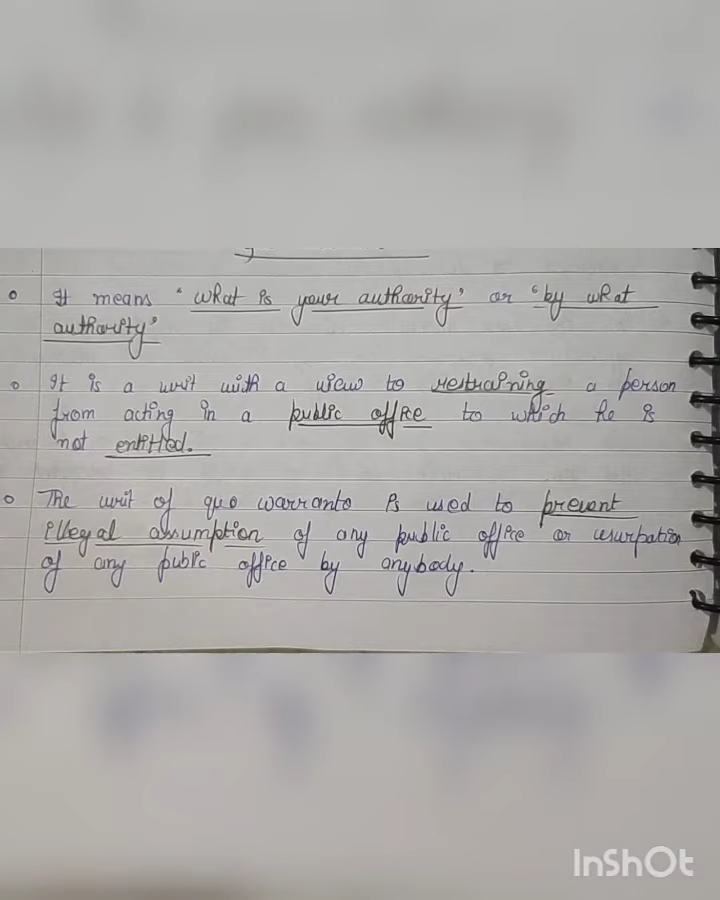 It means "what is your authority" or "by what
authority"
It is a writ with a view to restraining a person
from acting in a public office to which he is
not entitled.
The writ of quo warranto is used to prevent
illegal assumption of any public office or usurpation
of any public office by anybody.
InShOt